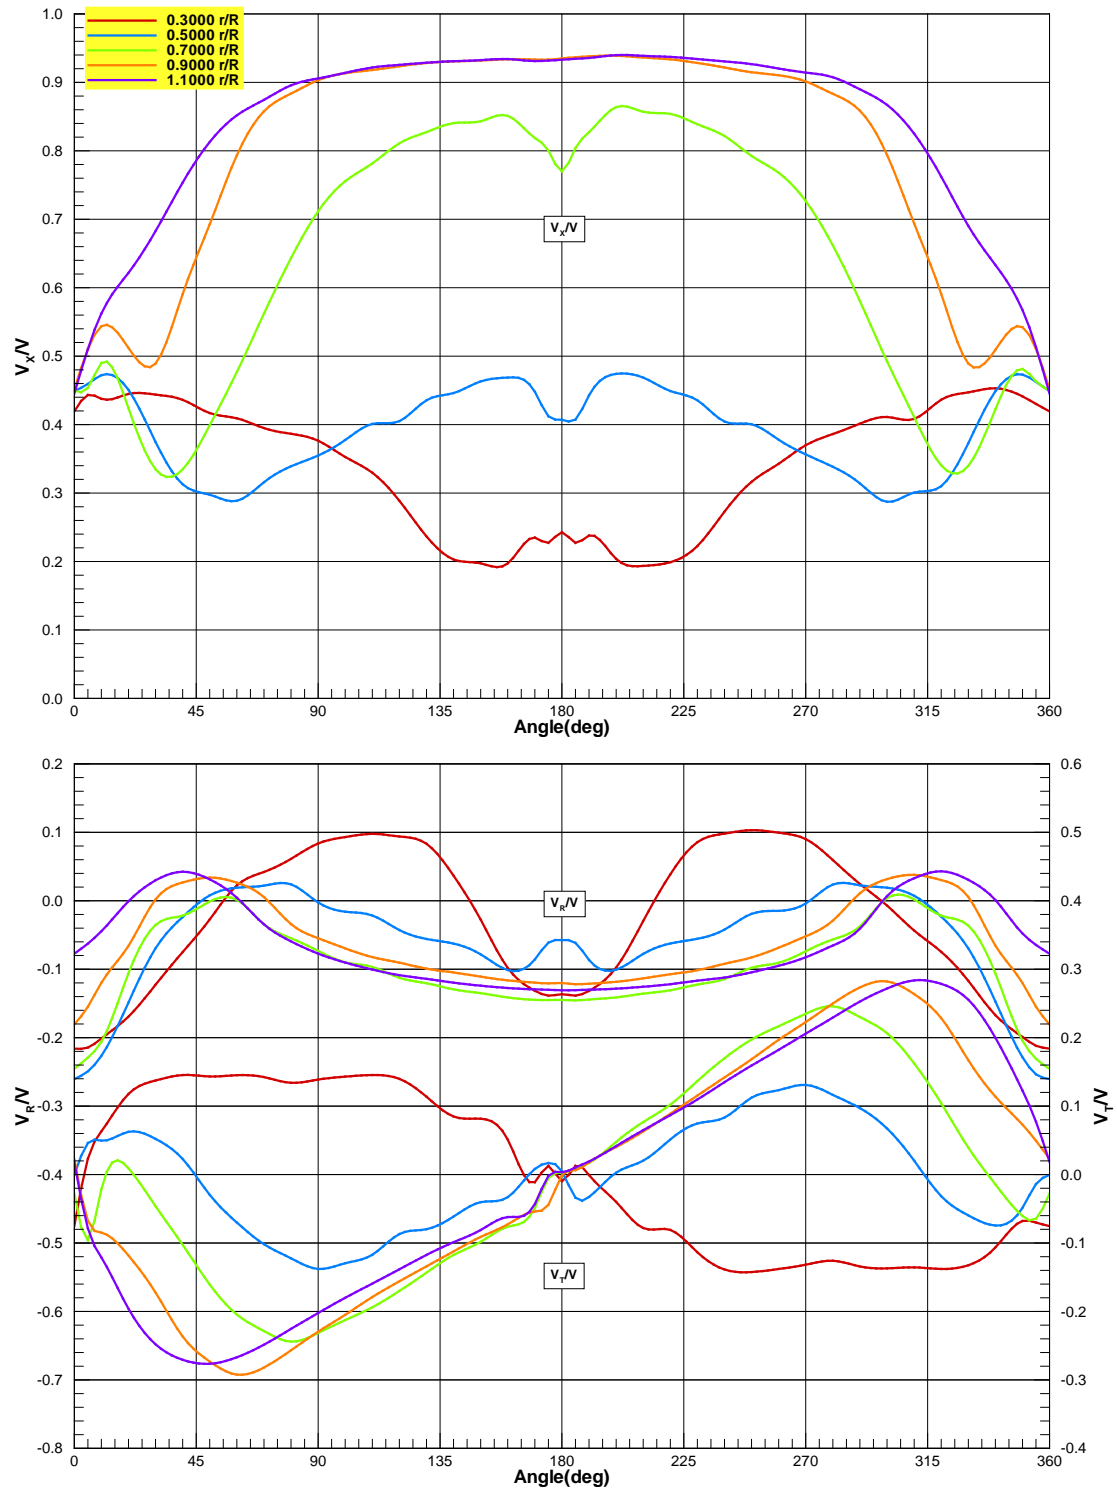 1.0
0.3000 r/R
0.5000 r/R
0.7000 r/R
0.9000 r/R
1.1000 r/R
0.9
0.8
0.7
Vx/V
0.6
0.5
Vx/V
0.4
0.3
0.2
0.1
0.0
0 45 90 135 180 225 270 315 360
Angle(deg)
0.2 0.6
0.1 0.5
0.0 VR/V 0.4
-0.1 0.3
-0.2 0.2
-0.3 0.1
VR/V VT/V
-0.4 0.0
-0.5 -0.1
VT/V
-0.6 -0.2
-0.7 -0.3
-0.8 -0.4
0 45 90 135 180 225 270 315 360
Angle(deg)